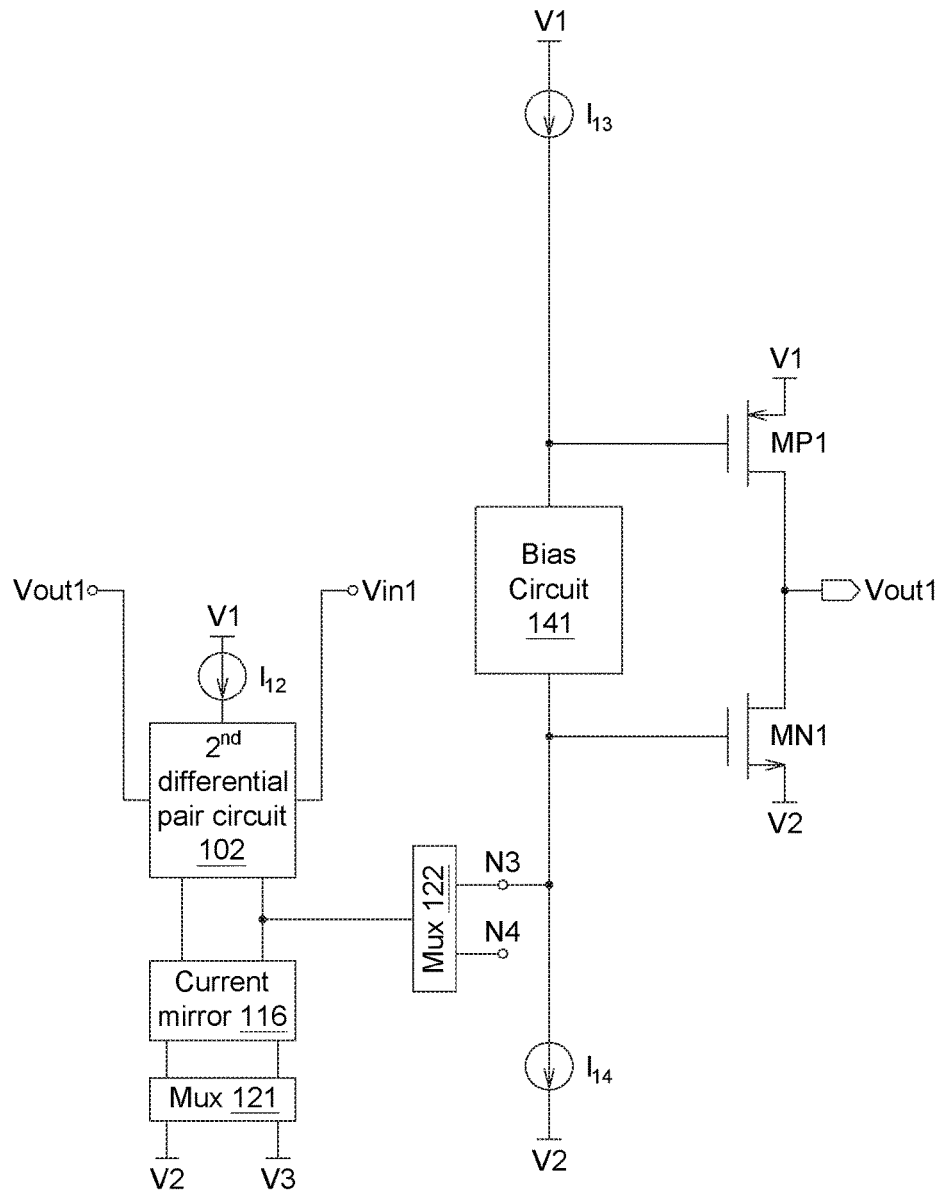 V1
I13
V1
MP1
Bias
Circuit
141
Vout1
Vin1
Vout1
V1
I12
2nd
differential
pair circuit
102
MN1
V2
Mux 122
N3
N4
Current
mirror 116
I14
Mux 121
V2
V3
V2